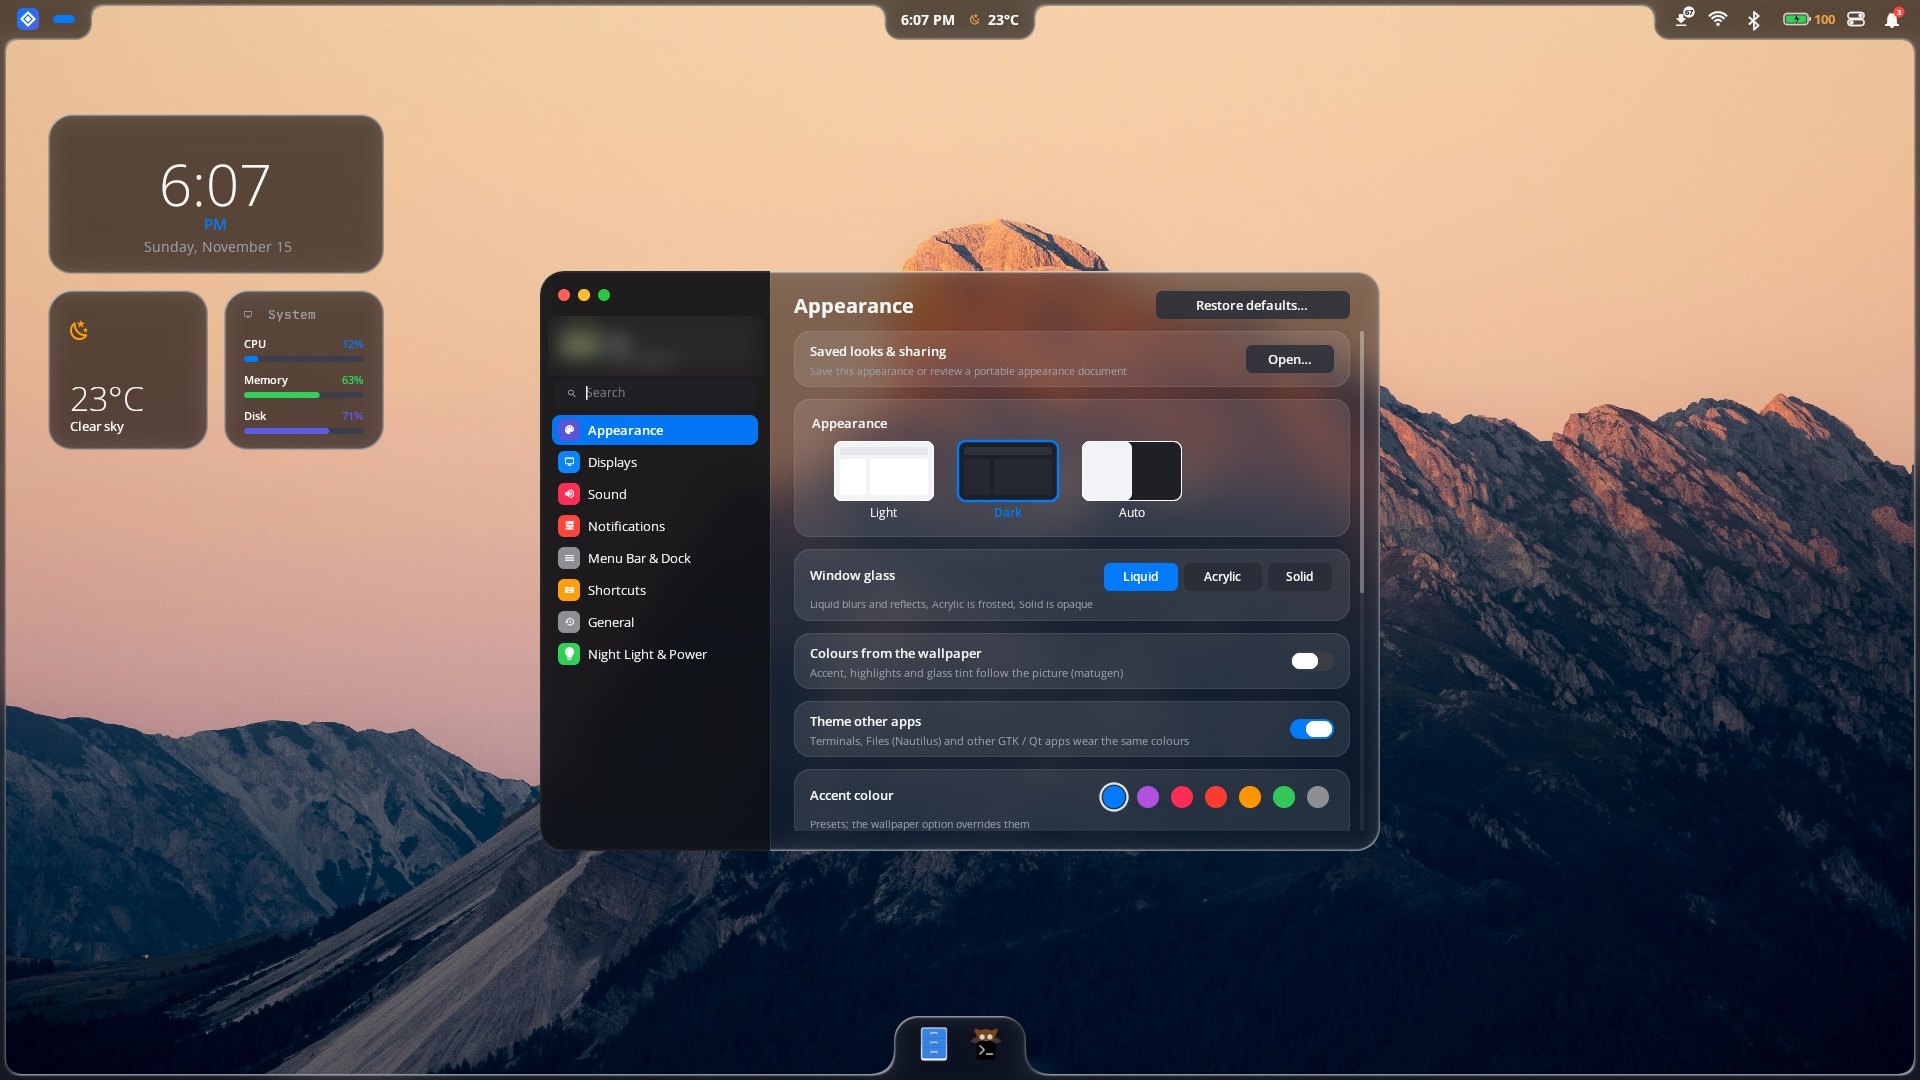 6:07 PM 23°C
67
100
3
6:07
PM
Sunday, November 15
23°C
Clear sky
System
CPU 12%
Memory 63%
Disk 71%
Search
Appearance
Displays
Sound
Notifications
Menu Bar & Dock
Shortcuts
General
Night Light & Power
Appearance
Restore defaults...
Saved looks & sharing
Save this appearance or review a portable appearance document
Open...
Appearance
Light
Dark
Auto
Window glass
Liquid
Acrylic
Solid
Liquid blurs and reflects, Acrylic is frosted, Solid is opaque
Colours from the wallpaper
Accent, highlights and glass tint follow the picture (matugen)
Theme other apps
Terminals, Files (Nautilus) and other GTK / Qt apps wear the same colours
Accent colour
Presets; the wallpaper option overrides them